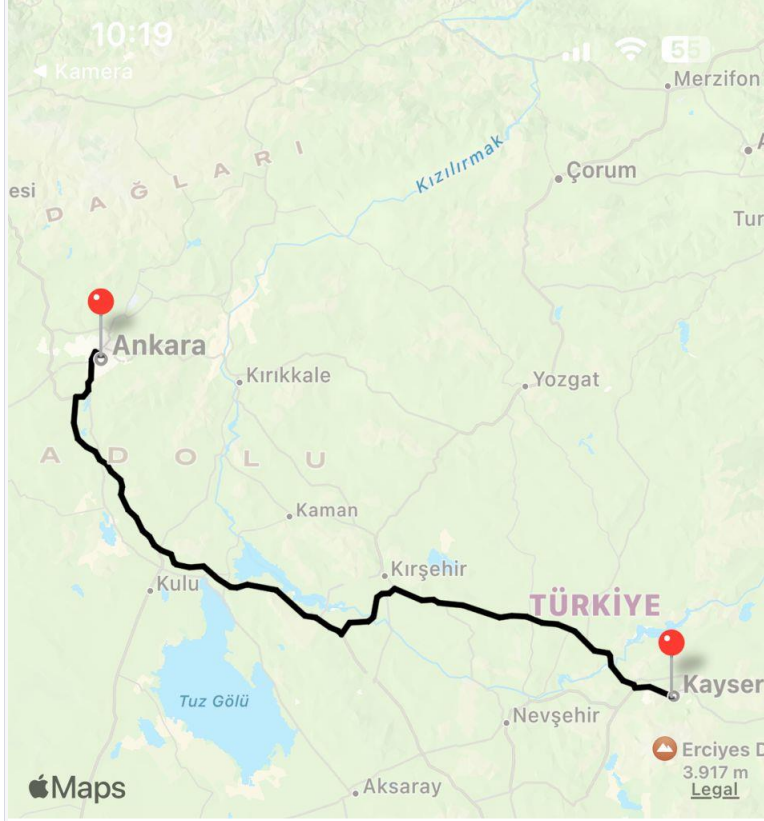 10:19
55
Kamera
Merzifon
A
Kızılırmak
Çorum
esi
DAĞLARI
Tur
Ankara
Kırıkkale
Yozgat
ADOLU
Kaman
Kırşehir
Kulu
TÜRKİYE
Kayser
Tuz Gölü
Nevşehir
Erciyes D
3.917 m
Maps
Aksaray
Legal